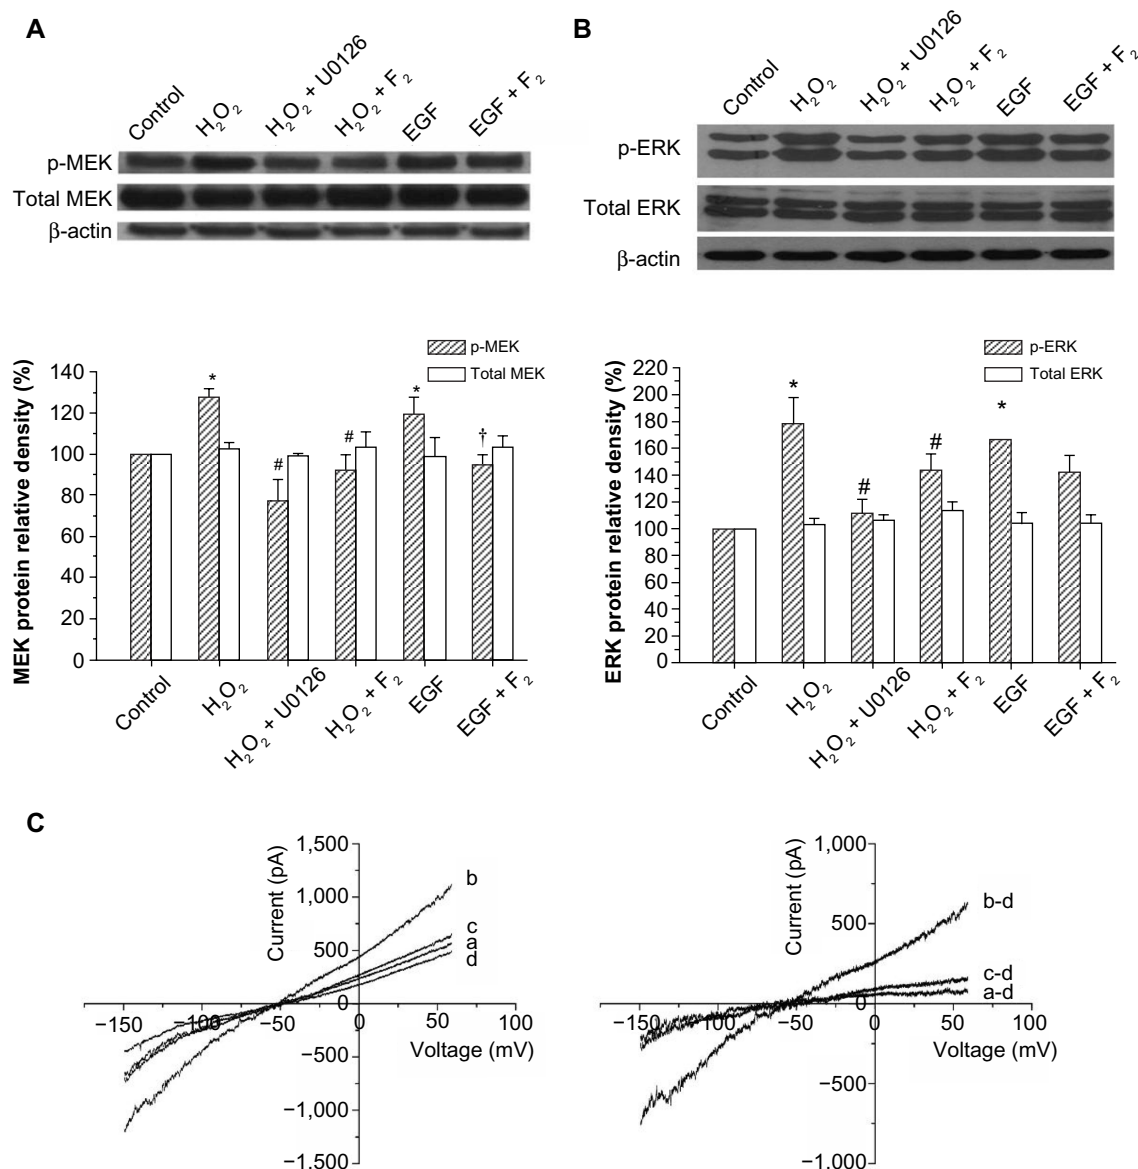 A
Control
H₂O₂
H₂O₂ + U0126
H₂O₂ + F₂
EGF
EGF + F₂
p-MEK
Total MEK
β-actin
B
Control
H₂O₂
H₂O₂ + U0126
H₂O₂ + F₂
EGF
EGF + F₂
p-ERK
Total ERK
β-actin
MEK protein relative density (%)
140
120
100
80
60
40
20
0
p-MEK
Total MEK
*
#
#
*
†
Control
H₂O₂
H₂O₂ + U0126
H₂O₂ + F₂
EGF
EGF + F₂
ERK protein relative density (%)
220
200
180
160
140
120
100
80
60
40
20
0
p-ERK
Total ERK
*
#
#
*
Control
H₂O₂
H₂O₂ + U0126
H₂O₂ + F₂
EGF
EGF + F₂
C
Current (pA)
1,500
1,000
500
0
−500
−1,000
−1,500
−150
−100
−50
0
50
100
Voltage (mV)
b
c
a
d
Current (pA)
1,000
500
0
−500
−1,000
−150
−100
−50
0
50
100
Voltage (mV)
b-d
c-d
a-d